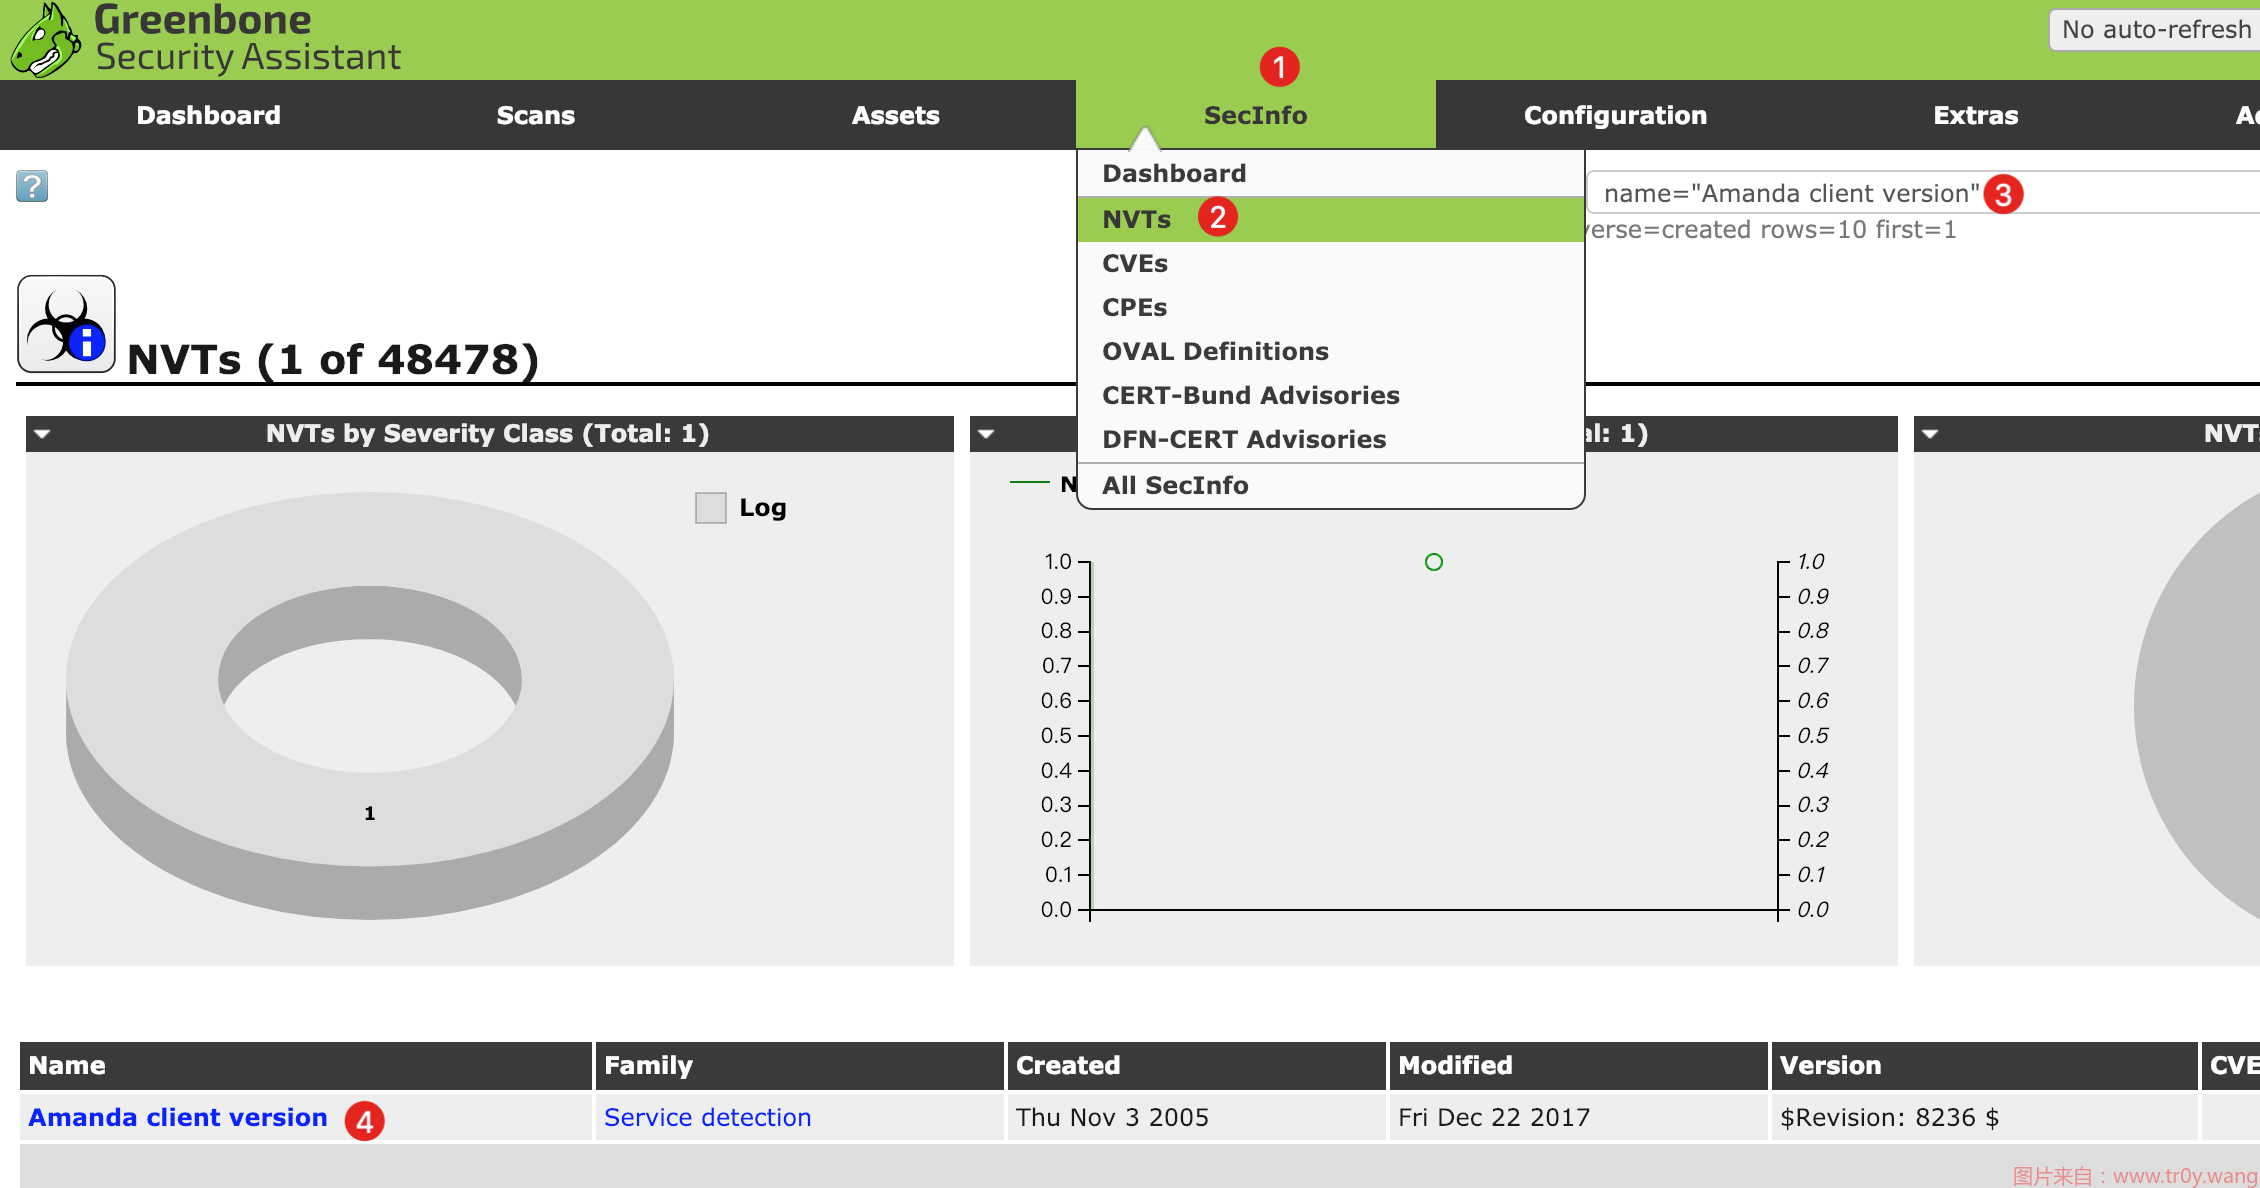 Greenbone
Security Assistant
No auto-refresh
1
Dashboard Scans Assets SecInfo Configuration Extras
?
Dashboard
NVTs 2
CVEs
CPEs
OVAL Definitions
CERT-Bund Advisories
DFN-CERT Advisories
All SecInfo
name="Amanda client version" 3
verse=created rows=10 first=1
NVTs (1 of 48478)
NVTs by Severity Class (Total: 1)
Log
1
al: 1)
N
1.0 1.0
0.9 0.9
0.8 0.8
0.7 0.7
0.6 0.6
0.5 0.5
0.4 0.4
0.3 0.3
0.2 0.2
0.1 0.1
0.0 0.0
NVT
Name Family Created Modified Version CVE
Amanda client version 4 Service detection Thu Nov 3 2005 Fri Dec 22 2017 $Revision: 8236 $
图片来自：www.tr0y.wang